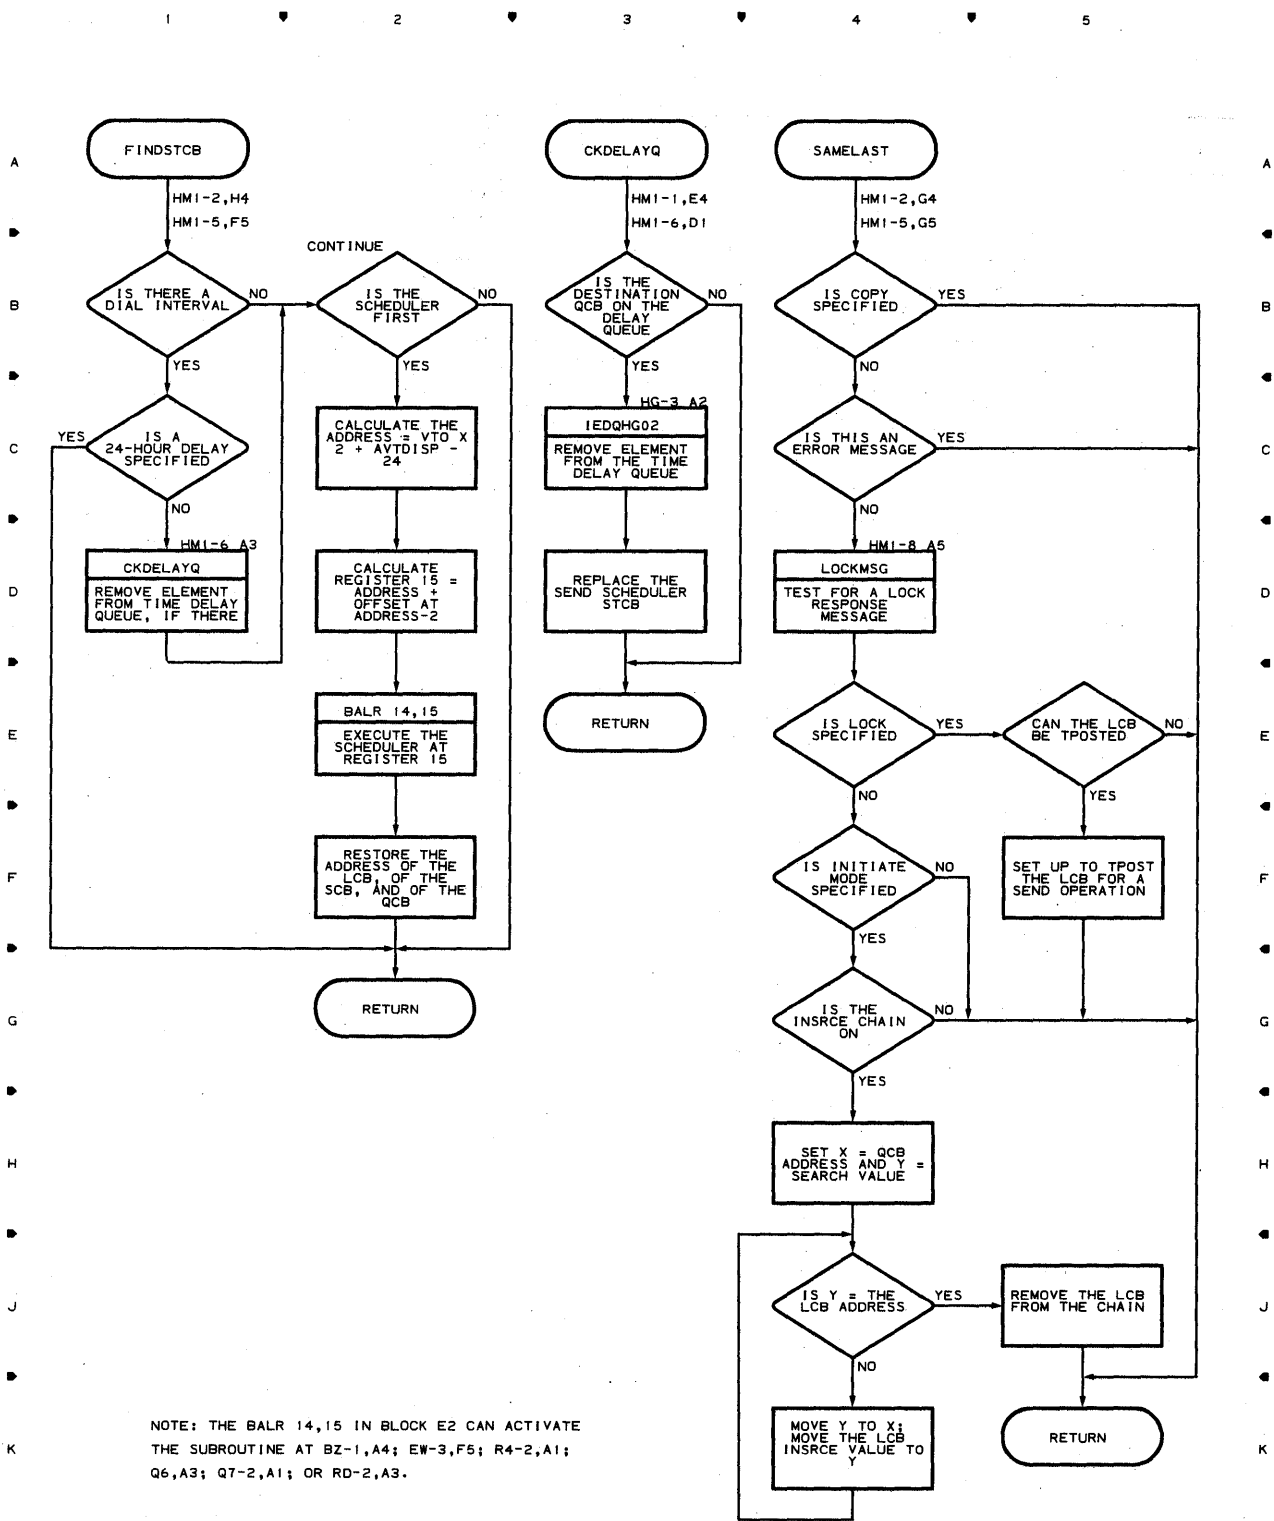 1 2 3 4 5
A
A
FINDSTCB
HM1-2,H4
HM1-5,F5
IS THERE A
DIAL INTERVAL
NO
YES
IS A
24-HOUR DELAY
SPECIFIED
YES
NO
HM1-6 A3
CKDELAYQ
REMOVE ELEMENT
FROM TIME DELAY
QUEUE, IF THERE
CONTINUE
IS THE
SCHEDULER
FIRST
NO
YES
CALCULATE THE
ADDRESS = VTO X
2 + AVTDISP -
24
CALCULATE
REGISTER 15 =
ADDRESS +
OFFSET AT
ADDRESS-2
BALR 14,15
EXECUTE THE
SCHEDULER AT
REGISTER 15
RESTORE THE
ADDRESS OF THE
LCB, OF THE
SCB, AND OF THE
QCB
RETURN
CKDELAYQ
HM1-1,E4
HM1-6,D1
IS THE
DESTINATION
QCB ON THE
DELAY
QUEUE
NO
YES
HG-3 A2
IEDQHG02
REMOVE ELEMENT
FROM THE TIME
DELAY QUEUE
REPLACE THE
SEND SCHEDULER
STCB
RETURN
SAMELAST
HM1-2,G4
HM1-5,G5
IS COPY
SPECIFIED
YES
NO
IS THIS AN
ERROR MESSAGE
YES
NO
HM1-8 A5
LOCKMSG
TEST FOR A LOCK
RESPONSE
MESSAGE
IS LOCK
SPECIFIED
YES
NO
CAN THE LCB
BE TPOSTED
NO
YES
SET UP TO TPOST
THE LCB FOR A
SEND OPERATION
IS INITIATE
MODE
SPECIFIED
NO
YES
IS THE
INSRCE CHAIN
ON
NO
YES
SET X = QCB
ADDRESS AND Y =
SEARCH VALUE
IS Y = THE
LCB ADDRESS
YES
NO
REMOVE THE LCB
FROM THE CHAIN
MOVE Y TO X;
MOVE THE LCB
INSRCE VALUE TO
Y
RETURN
B
B
C
C
D
D
E
E
F
F
G
G
H
H
J
J
K
K
NOTE: THE BALR 14,15 IN BLOCK E2 CAN ACTIVATE
THE SUBROUTINE AT BZ-1,A4; EW-3,F5; R4-2,A1;
Q6,A3; Q7-2,A1; OR RD-2,A3.